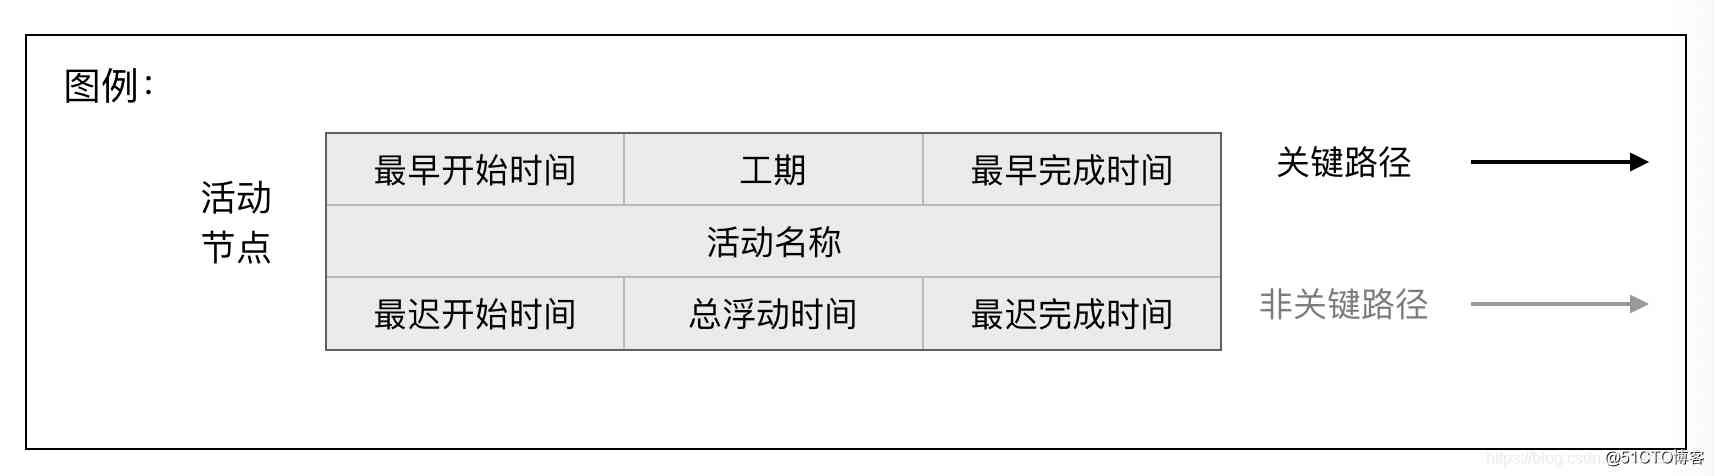 图例：
活动
节点
最早开始时间 工期 最早完成时间
活动名称
最迟开始时间 总浮动时间 最迟完成时间
关键路径
非关键路径
https://blog.csdn.
@51CTO博客